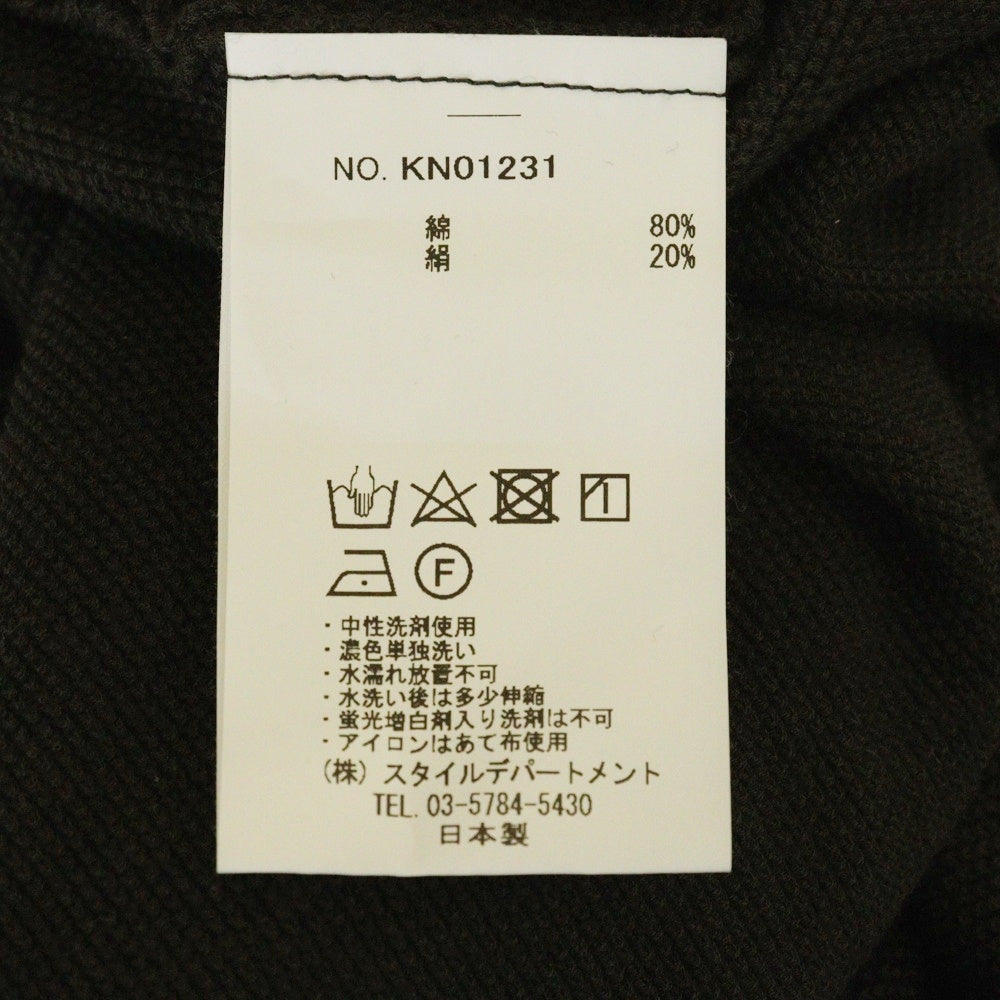 NO. KN01231
綿 80%
絹 20%
F
・中性洗剤使用
・濃色単独洗い
・水濡れ放置不可
・水洗い後は多少伸縮
・蛍光増白剤入り洗剤は不可
・アイロンはあて布使用
(株) スタイルデパートメント
TEL. 03-5784-5430
日本製